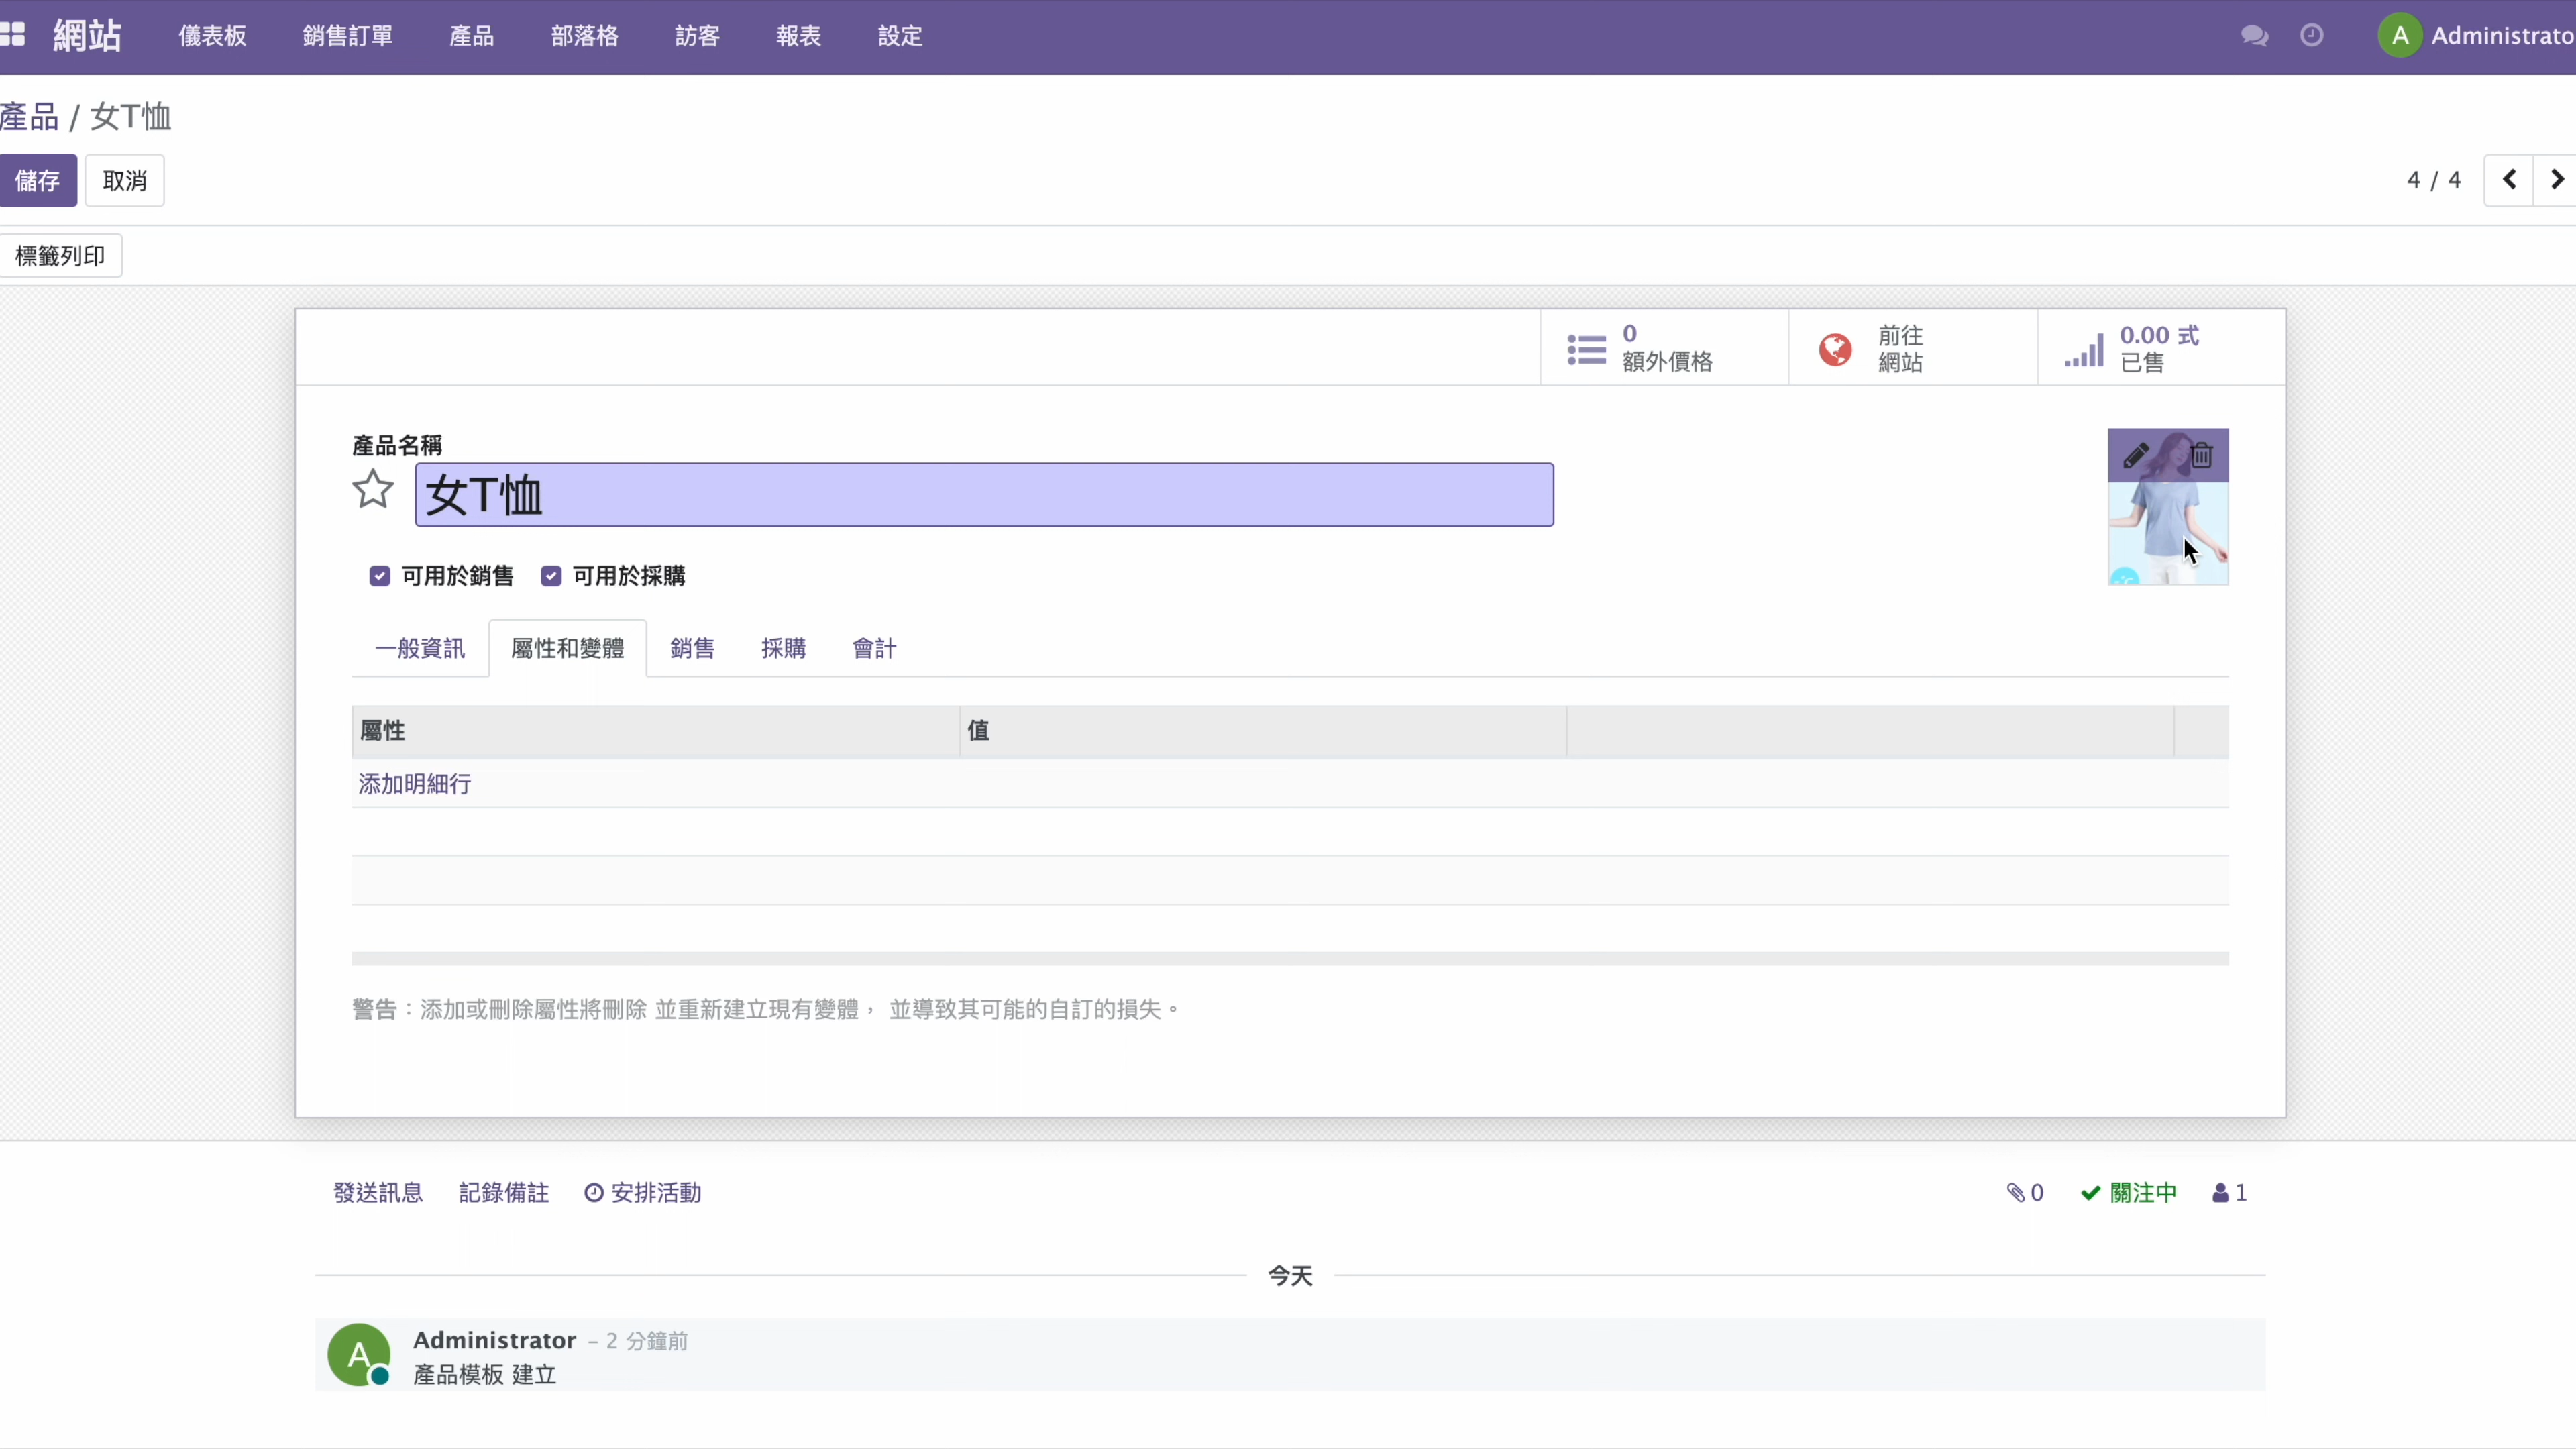 網站 儀表板 銷售訂單 產品 部落格 訪客 報表 設定 A Administrato
產品 / 女T恤
儲存 取消 4 / 4
標籤列印
0 額外價格
前往 網站
0.00 式 已售
產品名稱
女T恤
可用於銷售 可用於採購
一般資訊 屬性和變體 銷售 採購 會計
屬性 值
添加明細行
警告：添加或刪除屬性將刪除 並重新建立現有變體， 並導致其可能的自訂的損失。
發送訊息 記錄備註 安排活動 0 關注中 1
今天
A Administrator – 2 分鐘前
產品模板 建立